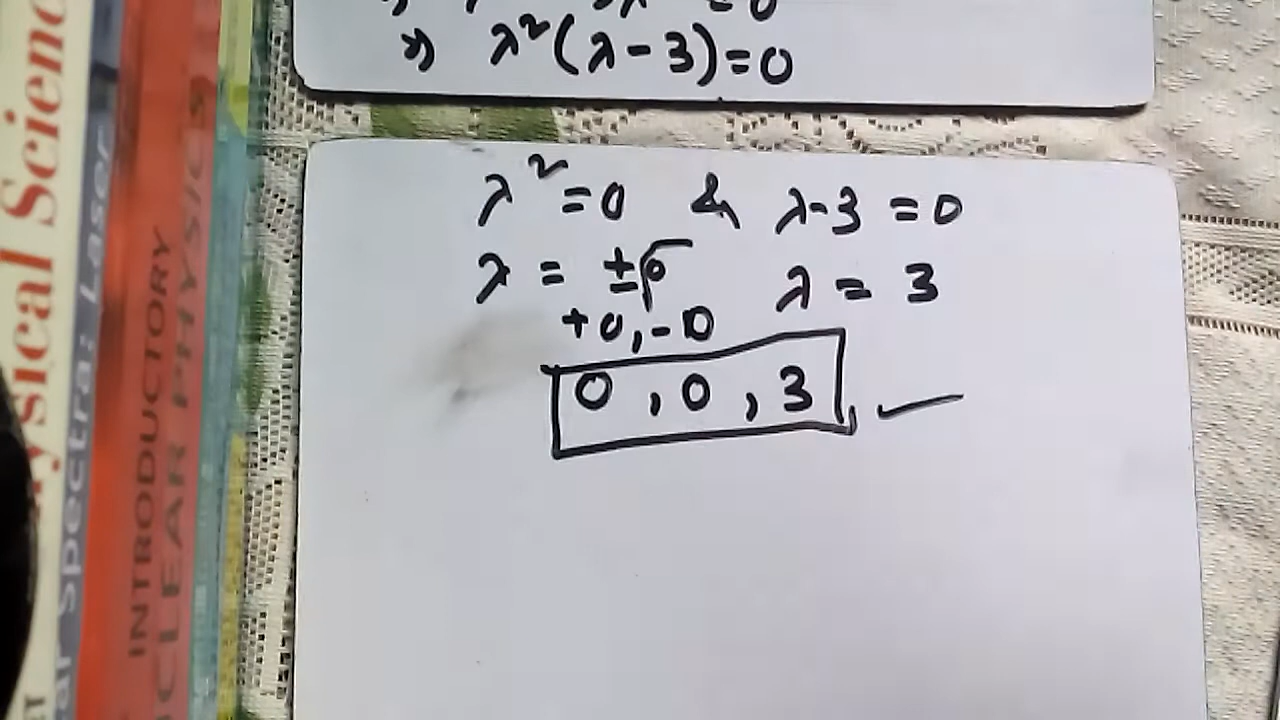 λ²(λ-3)=0
λ²=0 & λ-3=0
λ = ±√0 λ = 3
+0,-0
0, 0, 3
Physical Scienc
Spectra: Laser
INTRODUCTORY
NUCLEAR PHYSICS